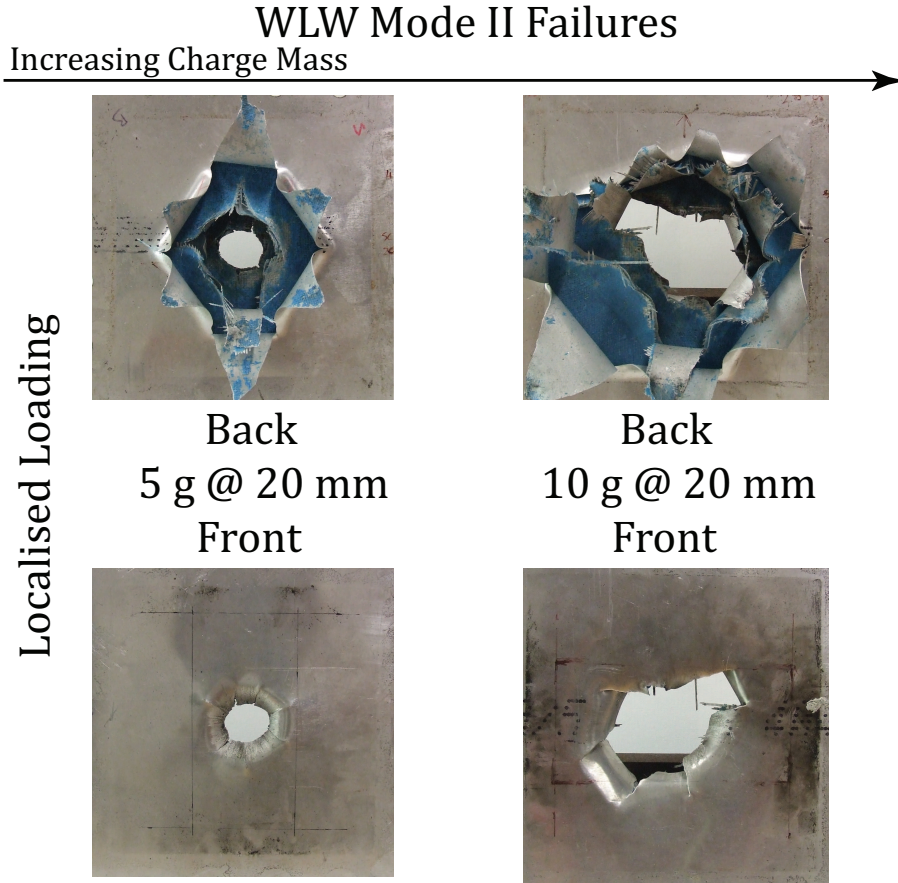 WLW Mode II Failures
Increasing Charge Mass
Localised Loading
Back
5 g @ 20 mm
Front
Back
10 g @ 20 mm
Front